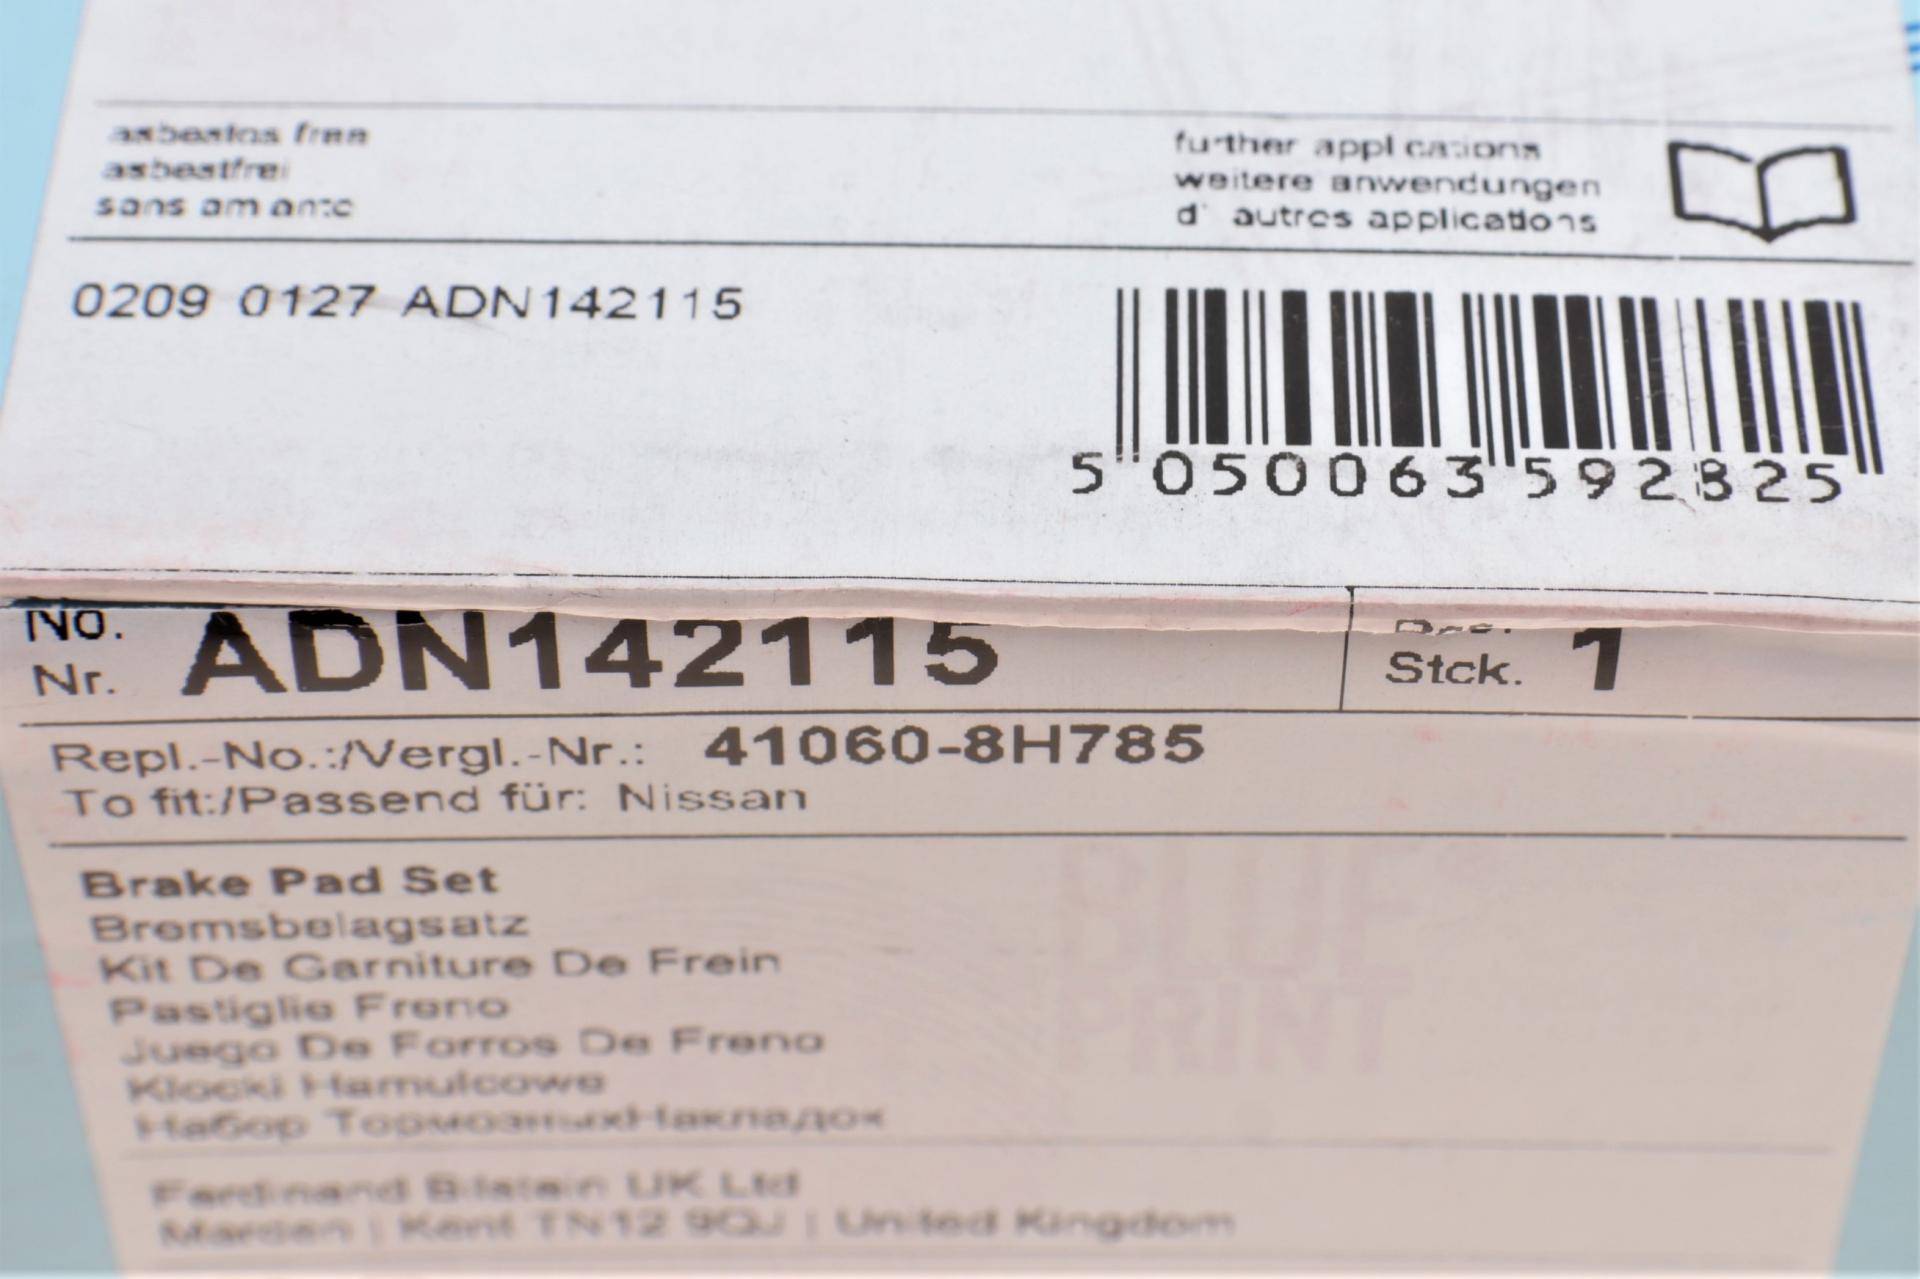 asbestos free
asbestfrei
sans amiante
further applications
weitere anwendungen
d' autres applications
0209 0127 ADN142115
5 050063 592825
No.
Nr. ADN142115
Stck. 1
Repl.-No.:/Vergl.-Nr.: 41060-8H785
To fit:/Passend für: Nissan
Brake Pad Set
Bremsbelagsatz
Kit De Garniture De Frein
Pastiglie Freno
Juego De Forros De Freno
Klocki Hamulcowe
Набор ТормозныхНакладок
BLUE
PRINT
Ferdinand Bilstein UK Ltd
Marden | Kent TN12 9QJ | United Kingdom